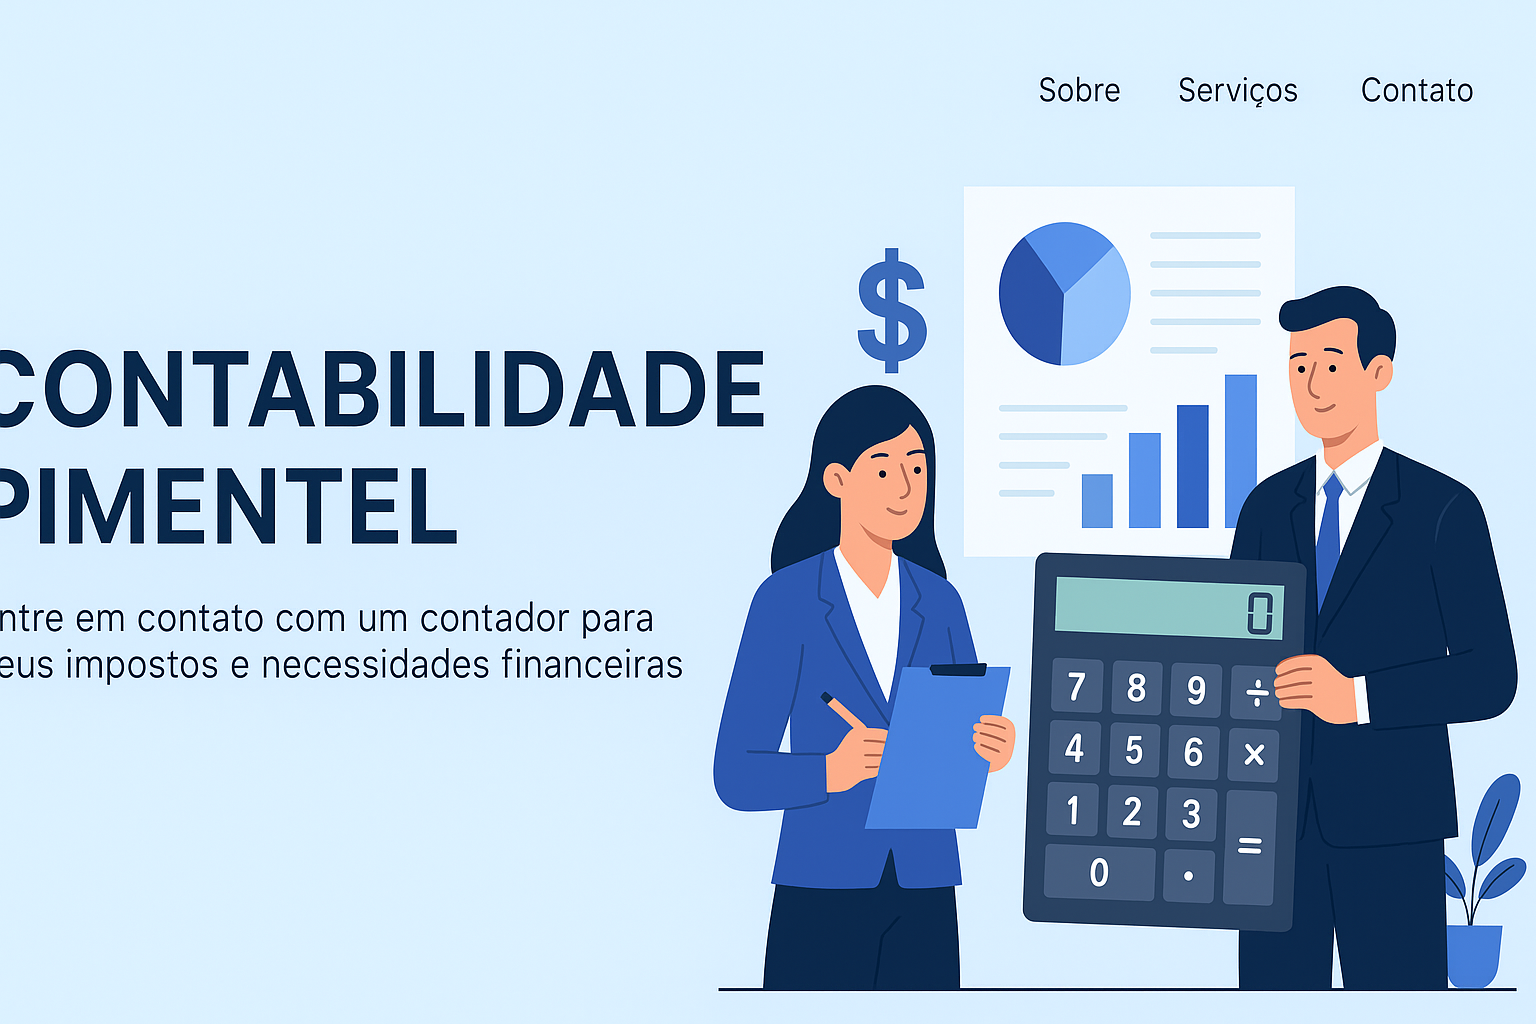 Sobre Serviços Contato
$
CONTABILIDADE
PIMENTEL
ntre em contato com um contador para
eus impostos e necessidades financeiras
0
7 8 9 ÷
4 5 6 ×
1 2 3
0 . =